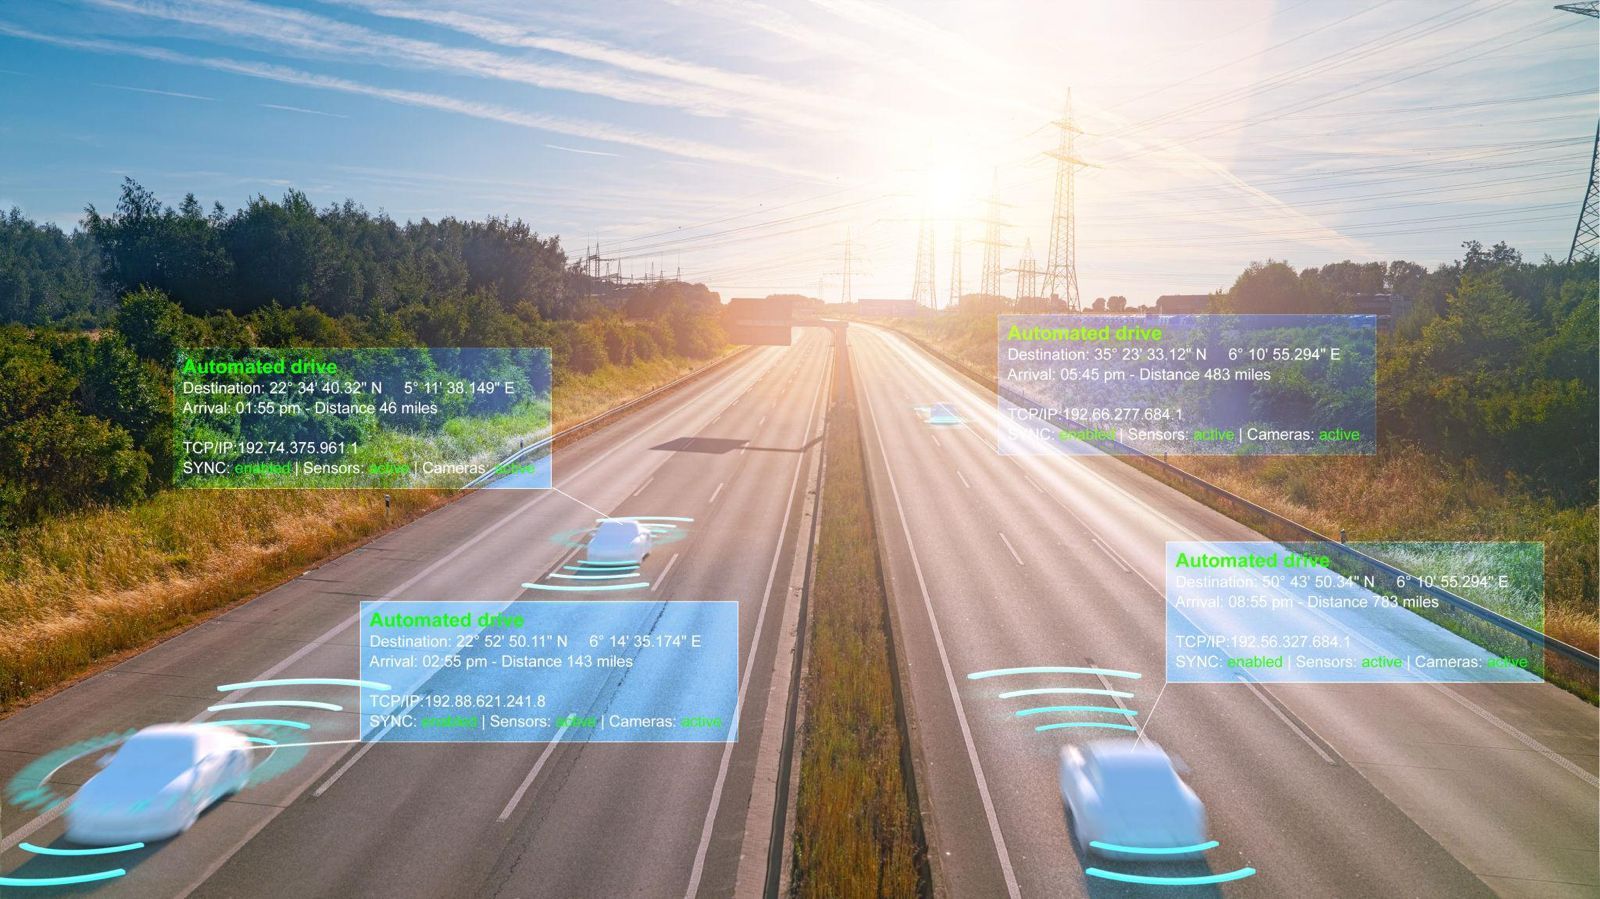 Automated drive
Destination: 22° 34' 40.32" N 5° 11' 38.149" E
Arrival: 01:55 pm - Distance 46 miles
TCP/IP:192.74.375.961.1
SYNC: enabled | Sensors: active | Cameras: active
Automated drive
Destination: 35° 23' 33.12" N 6° 10' 55.294" E
Arrival: 05:45 pm - Distance 483 miles
TCP/IP:192.66.277.684.1
SYNC: enabled | Sensors: active | Cameras: active
Automated drive
Destination: 50° 43' 50.34" N 6° 10' 55.294" E
Arrival: 08:55 pm - Distance 783 miles
TCP/IP:192.56.327.684.1
SYNC: enabled | Sensors: active | Cameras: active
Automated drive
Destination: 22° 52' 50.11" N 6° 14' 35.174" E
Arrival: 02:55 pm - Distance 143 miles
TCP/IP:192.88.621.241.8
SYNC: enabled | Sensors: active | Cameras: active